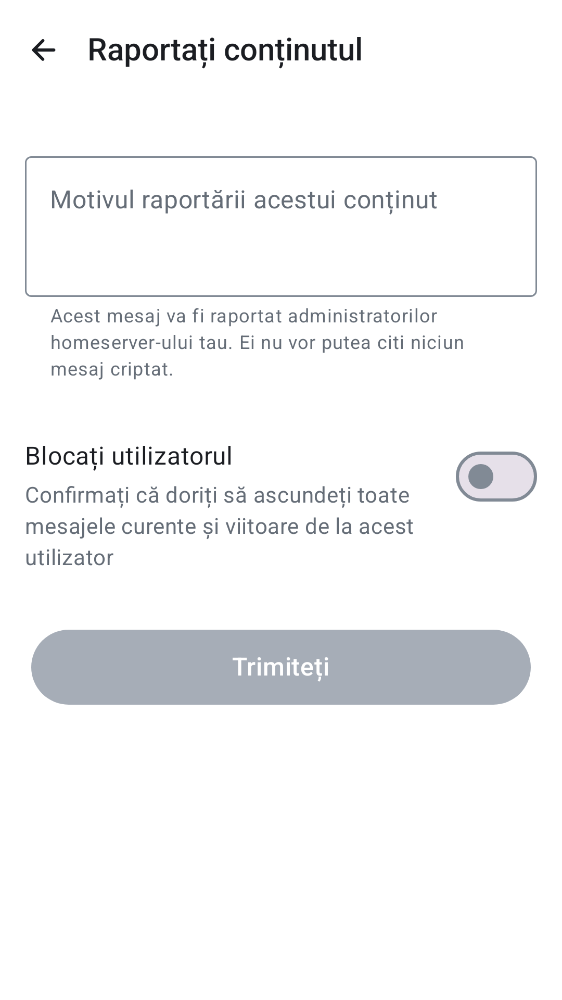 Raportați conținutul
Motivul raportării acestui conținut
Acest mesaj va fi raportat administratorilor
homeserver-ului tau. Ei nu vor putea citi niciun
mesaj criptat.
Blocați utilizatorul
Confirmați că doriți să ascundeți toate
mesajele curente și viitoare de la acest
utilizator
Trimiteți